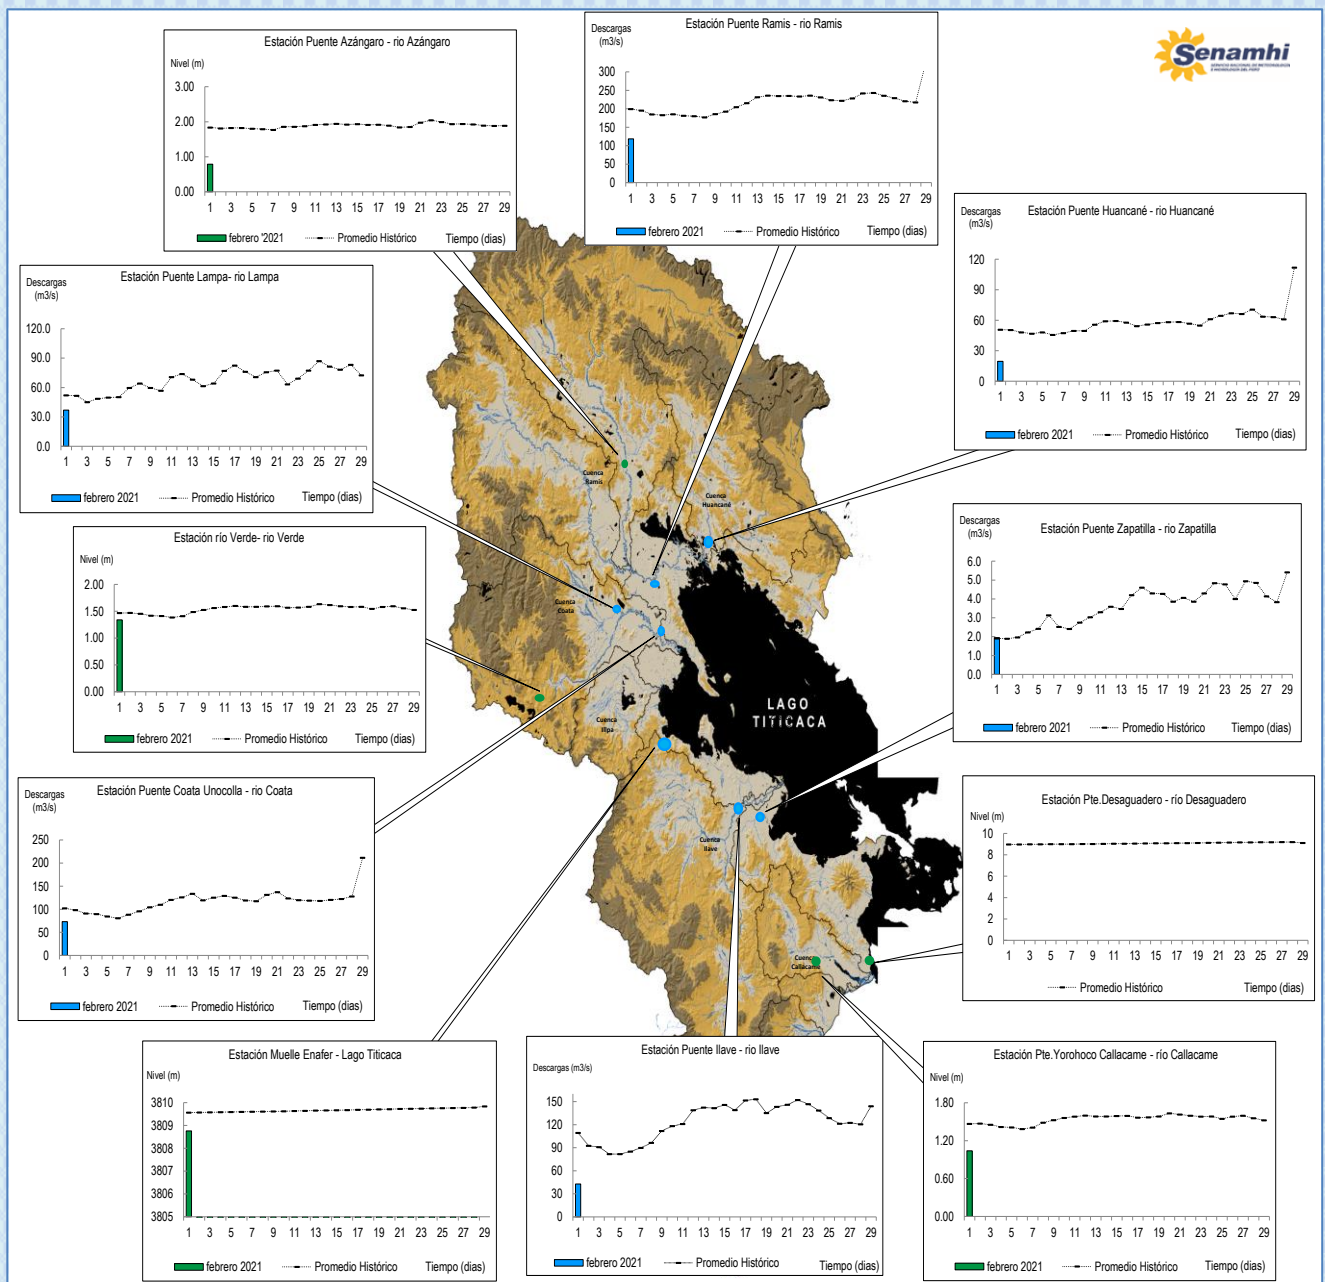 Senamhi
SERVICIO NACIONAL DE METEOROLOGÍA
E HIDROLOGÍA DEL PERÚ
Estación Puente Azángaro - rio Azángaro
Nivel (m)
3.00
2.00
1.00
0.00
1 3 5 7 9 11 13 15 17 19 21 23 25 27 29
febrero '2021 Promedio Histórico Tiempo (dias)
Estación Puente Ramis - rio Ramis
Descargas
(m3/s)
300
250
200
150
100
50
0
1 3 5 7 9 11 13 15 17 19 21 23 25 27 29
febrero 2021 Promedio Histórico Tiempo (dias)
Estación Puente Huancané - rio Huancané
Descargas
(m3/s)
120
90
60
30
0
1 3 5 7 9 11 13 15 17 19 21 23 25 27 29
febrero 2021 Promedio Histórico Tiempo (dias)
Estación Puente Lampa- rio Lampa
Descargas
(m3/s)
120.0
90.0
60.0
30.0
0.0
1 3 5 7 9 11 13 15 17 19 21 23 25 27 29
febrero 2021 Promedio Histórico Tiempo (dias)
Estación río Verde- rio Verde
Nivel (m)
2.00
1.50
1.00
0.50
0.00
1 3 5 7 9 11 13 15 17 19 21 23 25 27 29
febrero 2021 Promedio Histórico Tiempo (dias)
Estación Puente Zapatilla - rio Zapatilla
Descargas
(m3/s)
6.0
5.0
4.0
3.0
2.0
1.0
0.0
1 3 5 7 9 11 13 15 17 19 21 23 25 27 29
febrero 2021 Promedio Histórico Tiempo (dias)
Cuenca
Ramis
Cuenca
Huancané
Cuenca
Coata
Cuenca
Illpa
LAGO
TITICACA
Cuenca
Ilave
Cuenca
Callacame
Estación Puente Coata Unocolla - rio Coata
Descargas
(m3/s)
250
200
150
100
50
0
1 3 5 7 9 11 13 15 17 19 21 23 25 27 29
febrero 2021 Promedio Histórico Tiempo (dias)
Estación Pte.Desaguadero - río Desaguadero
Nivel (m)
10
8
6
4
2
0
1 3 5 7 9 11 13 15 17 19 21 23 25 27 29
Promedio Histórico Tiempo (dias)
Estación Muelle Enafer - Lago Titicaca
Nivel (m)
3810
3809
3808
3807
3806
3805
1 3 5 7 9 11 13 15 17 19 21 23 25 27 29
febrero 2021 Promedio Histórico Tiempo (dias)
Estación Puente Ilave - rio Ilave
Descargas (m3/s)
150
120
90
60
30
0
1 3 5 7 9 11 13 15 17 19 21 23 25 27 29
febrero 2021 Promedio Histórico Tiempo (dias)
Estación Pte.Yorohoco Callacame - río Callacame
Nivel (m)
1.80
1.20
0.60
0.00
1 3 5 7 9 11 13 15 17 19 21 23 25 27 29
febrero 2021 Promedio Histórico Tiempo (dias)